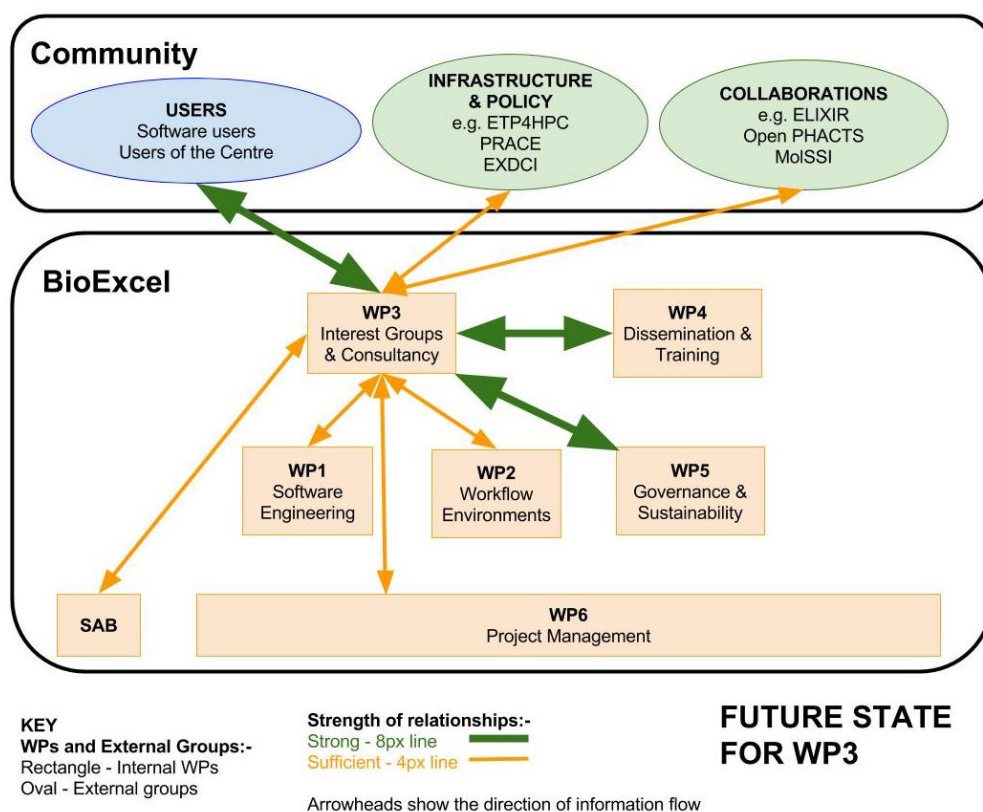 Community
USERS
Software users
Users of the Centre
INFRASTRUCTURE
& POLICY
e.g. ETP4HPC
PRACE
EXDCI
COLLABORATIONS
e.g. ELIXIR
Open PHACTS
MolSSI
BioExcel
WP3
Interest Groups
& Consultancy
WP4
Dissemination &
Training
WP1
Software
Engineering
WP2
Workflow
Environments
WP5
Governance &
Sustainability
SAB
WP6
Project Management
KEY
WPs and External Groups:-
Rectangle - Internal WPs
Oval - External groups
Strength of relationships:-
Strong - 8px line
Sufficient - 4px line
Arrowheads show the direction of information flow
FUTURE STATE
FOR WP3